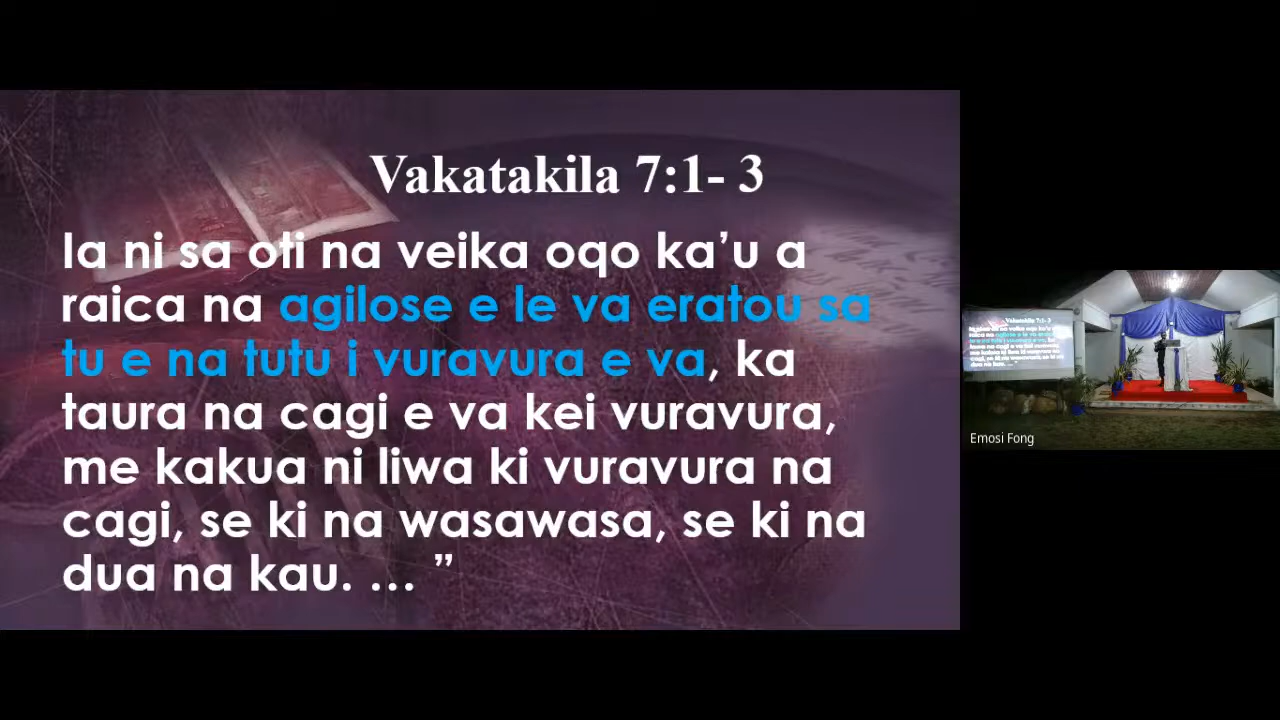 Vakatakila 7:1- 3
Ia ni sa oti na veika oqo ka’u a
raica na agilose e le va eratou sa
tu e na tutu i vuravura e va, ka
taura na cagi e va kei vuravura,
me kakua ni liwa ki vuravura na
cagi, se ki na wasawasa, se ki na
dua na kau. … ”
Emosi Fong